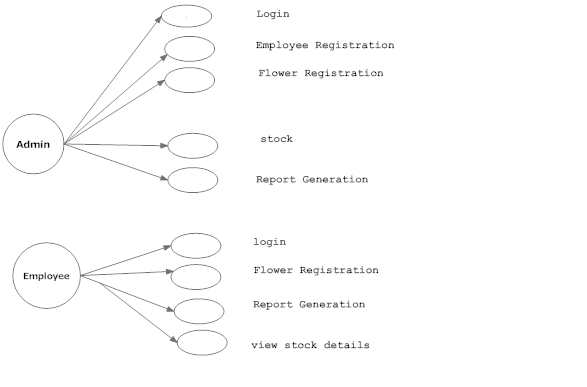 Login
Employee Registration
Flower Registration
Admin
stock
Report Generation
login
Flower Registration
Employee
Report Generation
view stock details